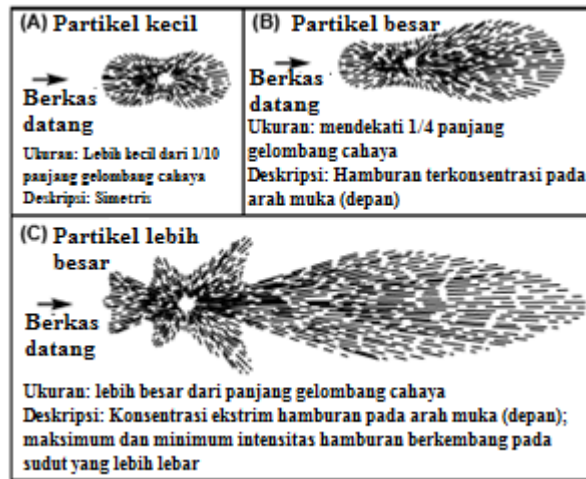 (A) Partikel kecil
Berkas
datang
Ukuran: Lebih kecil dari 1/10
panjang gelombang cahaya
Deskripsi: Simetris
(B) Partikel besar
Berkas
datang
Ukuran: mendekati 1/4 panjang
gelombang cahaya
Deskripsi: Hamburan terkonsentrasi pada
arah muka (depan)
(C) Partikel lebih
besar
Berkas
datang
Ukuran: lebih besar dari panjang gelombang cahaya
Deskripsi: Konsentrasi ekstrim hamburan pada arah muka (depan);
maksimum dan minimum intensitas hamburan berkembang pada
sudut yang lebih lebar